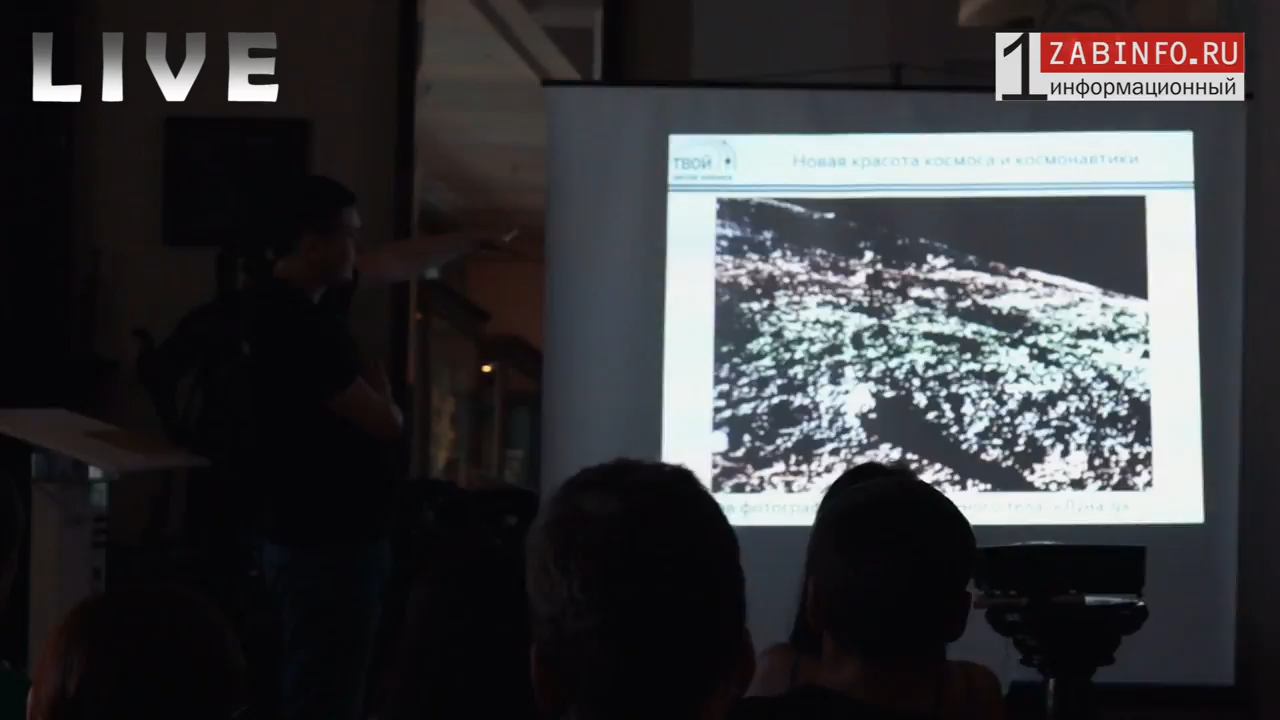 LIVE
1 ZABINFO.RU
информационный
ТВОЙ
Новая красота космоса и космонавтики